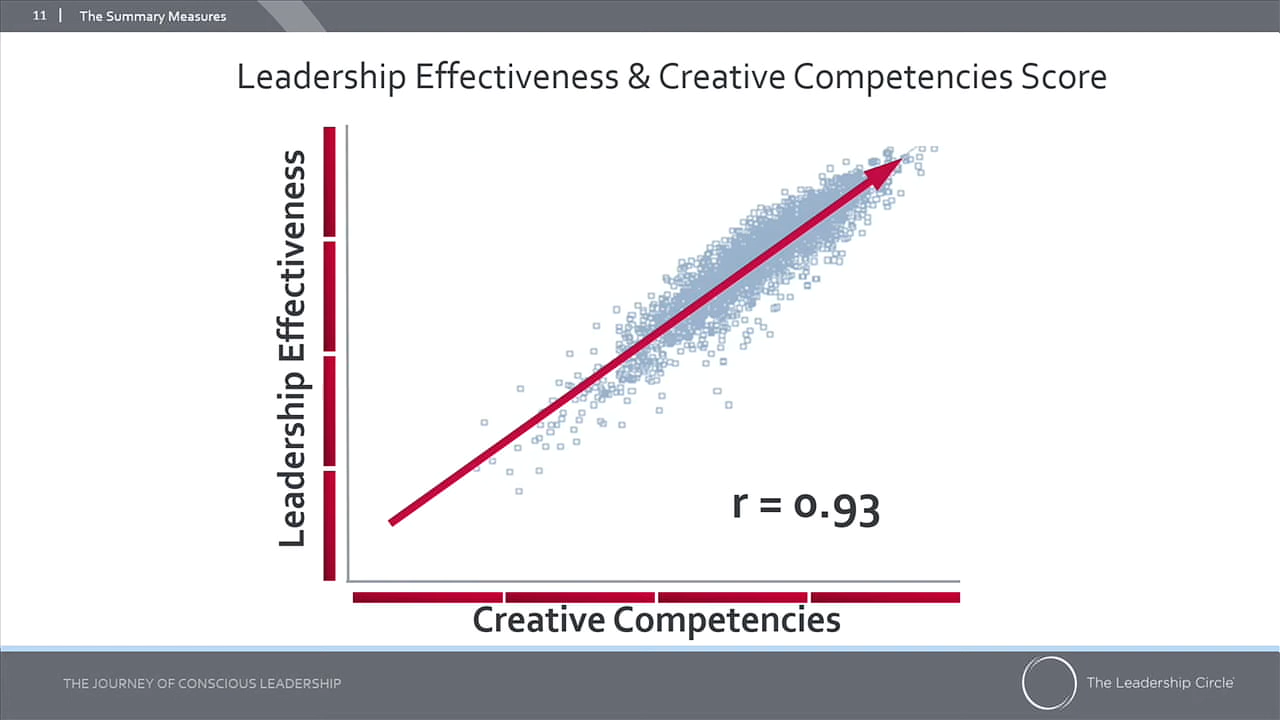 11 | The Summary Measures
Leadership Effectiveness & Creative Competencies Score
Leadership Effectiveness
r = 0.93
Creative Competencies
THE JOURNEY OF CONSCIOUS LEADERSHIP
The Leadership Circle